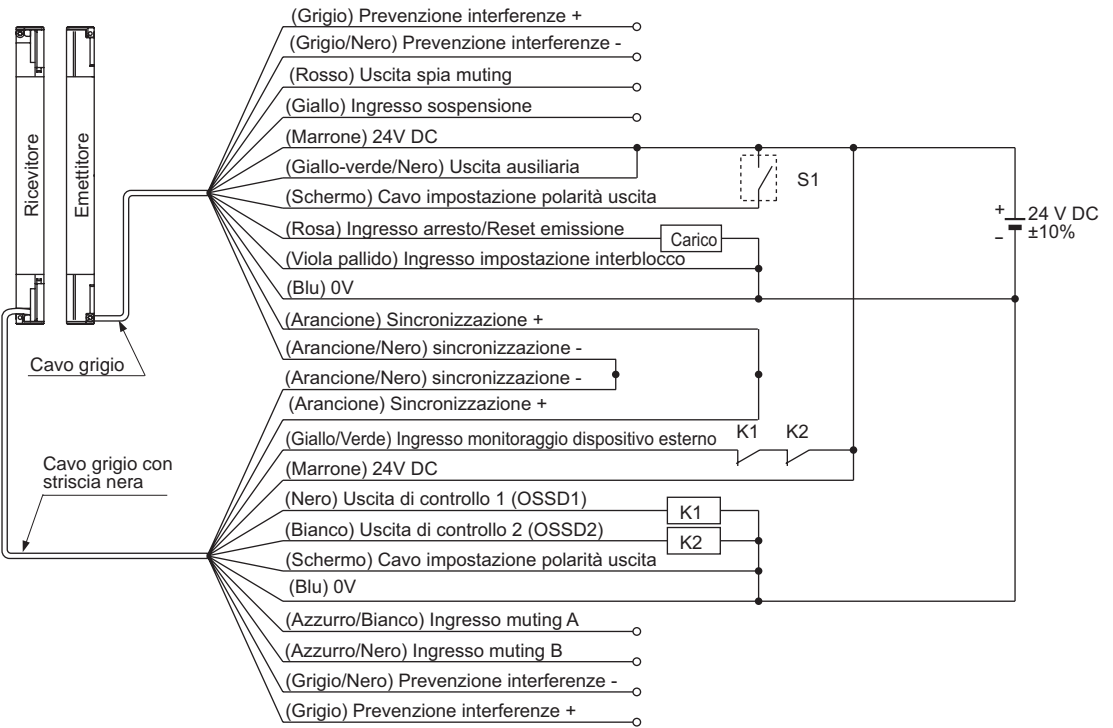 (Grigio) Prevenzione interferenze +
(Grigio/Nero) Prevenzione interferenze -
(Rosso) Uscita spia muting
(Giallo) Ingresso sospensione
(Marrone) 24V DC
(Giallo-verde/Nero) Uscita ausiliaria
(Schermo) Cavo impostazione polarità uscita
(Rosa) Ingresso arresto/Reset emissione
(Viola pallido) Ingresso impostazione interblocco
(Blu) 0V
(Arancione) Sincronizzazione +
(Arancione/Nero) sincronizzazione -
(Arancione/Nero) sincronizzazione -
(Arancione) Sincronizzazione +
(Giallo/Verde) Ingresso monitoraggio dispositivo esterno
(Marrone) 24V DC
(Nero) Uscita di controllo 1 (OSSD1)
(Bianco) Uscita di controllo 2 (OSSD2)
(Schermo) Cavo impostazione polarità uscita
(Blu) 0V
(Azzurro/Bianco) Ingresso muting A
(Azzurro/Nero) Ingresso muting B
(Grigio/Nero) Prevenzione interferenze -
(Grigio) Prevenzione interferenze +
Ricevitore
Emettitore
Cavo grigio
Cavo grigio con
striscia nera
S1
Carico
K1
K2
K1
K2
+
24 V DC
±10%
-